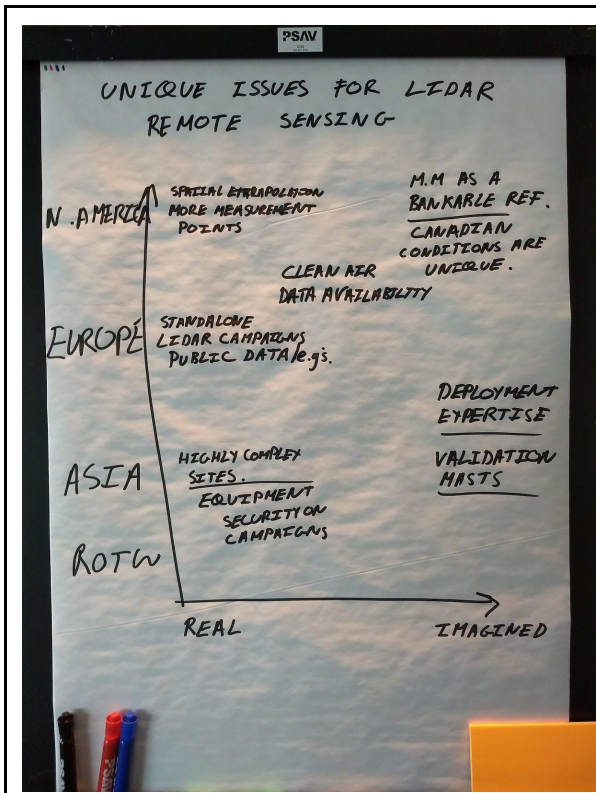 PSAV
UNIQUE ISSUES FOR LIDAR
REMOTE SENSING
N. AMERICA
SPATIAL EXTRAPOLATION
MORE MEASUREMENT
POINTS
M.M AS A
BANKABLE REF.
CANADIAN
CONDITIONS ARE
UNIQUE.
CLEAN AIR
DATA AVAILABILITY
EUROPE
STANDALONE
LIDAR CAMPAIGNS
PUBLIC DATA/e.g's.
DEPLOYMENT
EXPERTISE
ASIA
HIGHLY COMPLEX
SITES.
EQUIPMENT
SECURITY ON
CAMPAIGNS
VALIDATION
MASTS
ROTW
REAL
IMAGINED